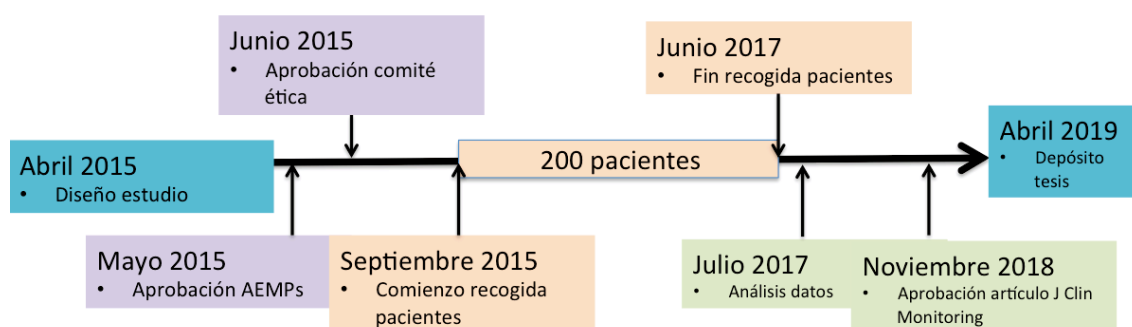 Junio 2015
• Aprobación comité
ética
Junio 2017
• Fin recogida pacientes
Abril 2015
• Diseño estudio
200 pacientes
Abril 2019
• Depósito
tesis
Mayo 2015
• Aprobación AEMPs
Septiembre 2015
• Comienzo recogida
pacientes
Julio 2017
• Análisis datos
Noviembre 2018
• Aprobación artículo J Clin
Monitoring